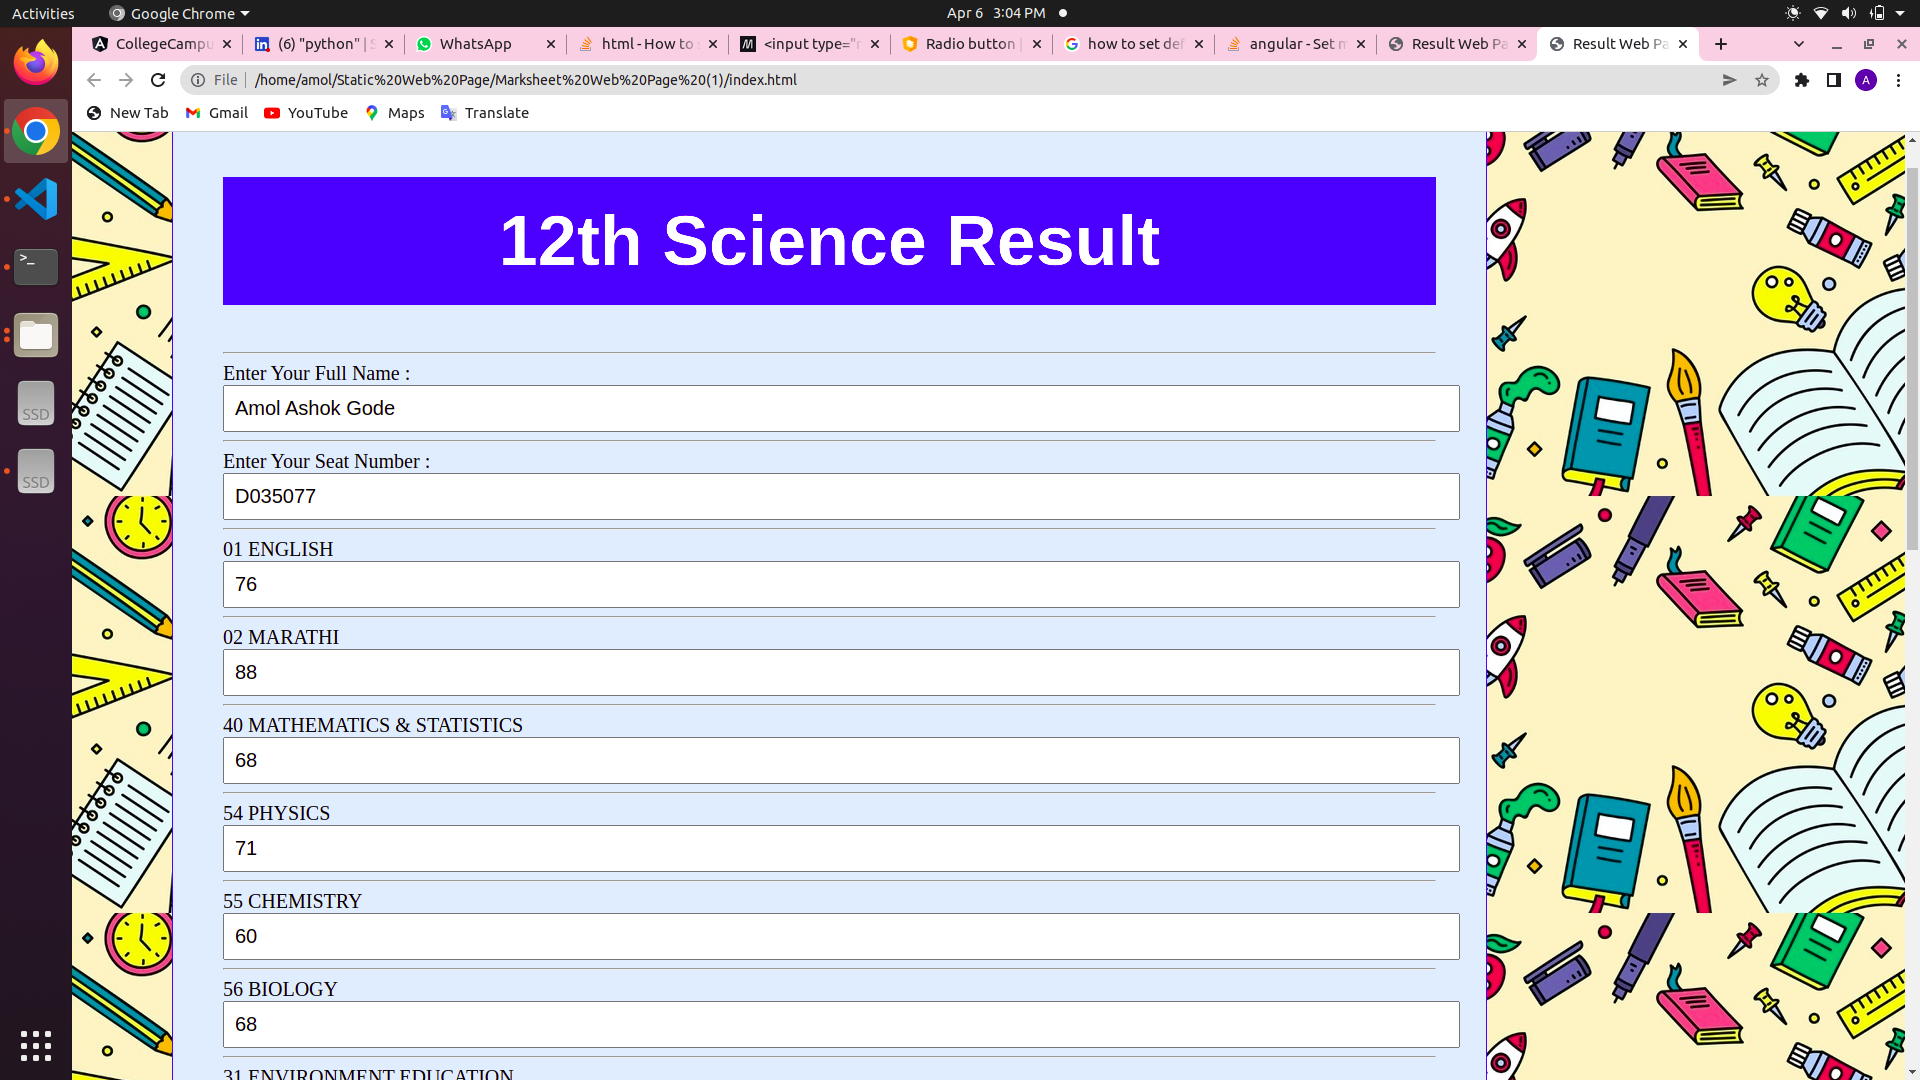 Activities
Google Chrome
Apr 6 3:04 PM
CollegeCampu
(6) "python" | S
WhatsApp
html - How to s
<input type="r
Radio button |
how to set def
angular - Set m
Result Web Pa
Result Web Pa
File
/home/amol/Static%20Web%20Page/Marksheet%20Web%20Page%20(1)/index.html
A
New Tab
Gmail
YouTube
Maps
Translate
SSD
SSD
12th Science Result
Enter Your Full Name :
Amol Ashok Gode
Enter Your Seat Number :
D035077
01 ENGLISH
76
02 MARATHI
88
40 MATHEMATICS & STATISTICS
68
54 PHYSICS
71
55 CHEMISTRY
60
56 BIOLOGY
68
31 ENVIRONMENT EDUCATION